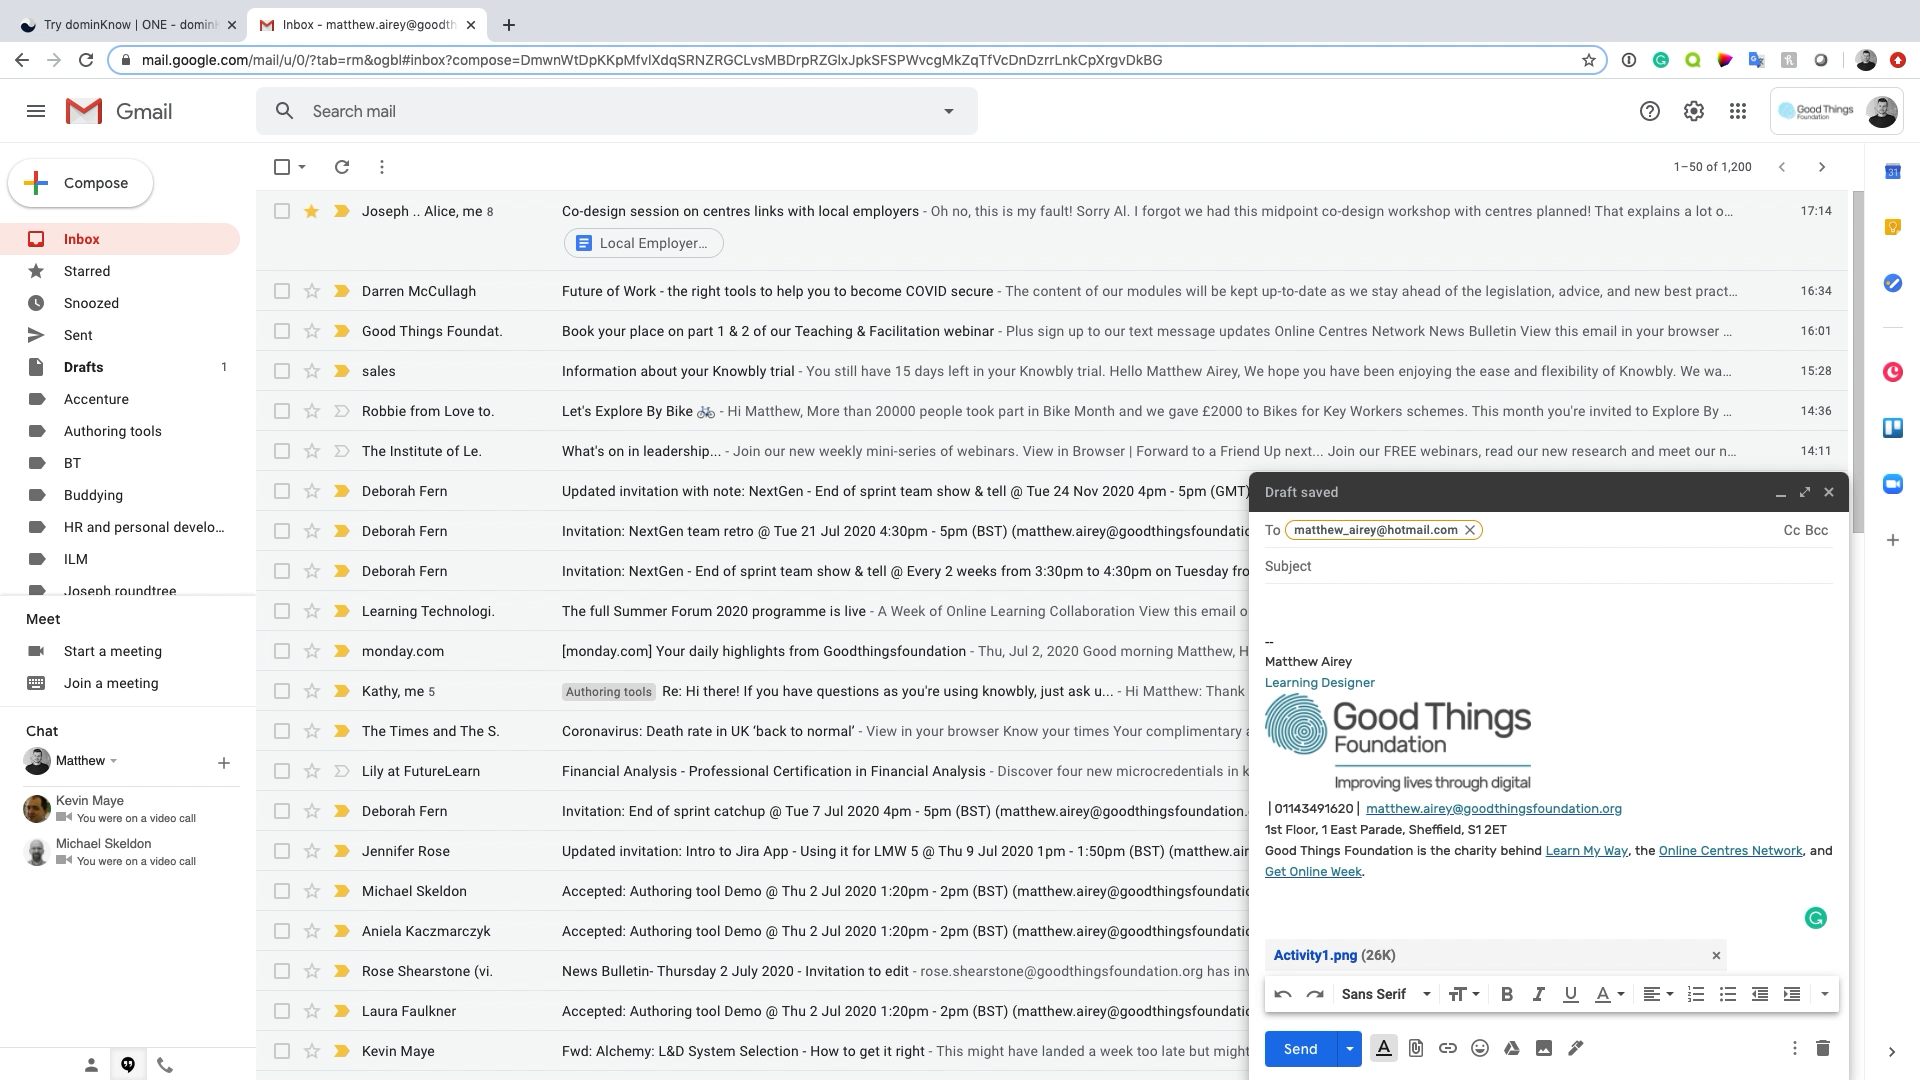 Try dominKnow | ONE - domin
Inbox - matthew.airey@goodth
mail.google.com/mail/u/0/?tab=rm&ogbl#inbox?compose=DmwnWtDpKKpMfvlXdqSRNZRGCLvsMBDrpRZGlxJpkSFSPWvcgMkZqTfVcDnDzrrLnkCpXrgvDkBG
Gmail
Search mail
Good Things
Foundation
Compose
1–50 of 1,200
Inbox
Starred
Snoozed
Sent
Drafts 1
Accenture
Authoring tools
BT
Buddying
HR and personal develo...
ILM
Joseph roundtree
Meet
Start a meeting
Join a meeting
Chat
Matthew
Kevin Maye
You were on a video call
Michael Skeldon
You were on a video call
Joseph .. Alice, me 8 Co-design session on centres links with local employers - Oh no, this is my fault! Sorry Al. I forgot we had this midpoint co-design workshop with centres planned! That explains a lot o... 17:14
Local Employer...
Darren McCullagh Future of Work - the right tools to help you to become COVID secure - The content of our modules will be kept up-to-date as we stay ahead of the legislation, advice, and new best pract... 16:34
Good Things Foundat. Book your place on part 1 & 2 of our Teaching & Facilitation webinar - Plus sign up to our text message updates Online Centres Network News Bulletin View this email in your browser ... 16:01
sales Information about your Knowbly trial - You still have 15 days left in your Knowbly trial. Hello Matthew Airey, We hope you have been enjoying the ease and flexibility of Knowbly. We wa... 15:28
Robbie from Love to. Let's Explore By Bike 🚲 - Hi Matthew, More than 20000 people took part in Bike Month and we gave £2000 to Bikes for Key Workers schemes. This month you're invited to Explore By ... 14:36
The Institute of Le. What's on in leadership... - Join our new weekly mini-series of webinars. View in Browser | Forward to a Friend Up next... Join our FREE webinars, read our new research and meet our n... 14:11
Deborah Fern Updated invitation with note: NextGen - End of sprint team show & tell @ Tue 24 Nov 2020 4pm - 5pm (GMT)
Deborah Fern Invitation: NextGen team retro @ Tue 21 Jul 2020 4:30pm - 5pm (BST) (matthew.airey@goodthingsfoundatio
Deborah Fern Invitation: NextGen - End of sprint team show & tell @ Every 2 weeks from 3:30pm to 4:30pm on Tuesday fro
Learning Technologi. The full Summer Forum 2020 programme is live - A Week of Online Learning Collaboration View this email o
monday.com [monday.com] Your daily highlights from Goodthingsfoundation - Thu, Jul 2, 2020 Good morning Matthew, H
Kathy, me 5 Authoring tools Re: Hi there! If you have questions as you're using knowbly, just ask u... - Hi Matthew: Thank
The Times and The S. Coronavirus: Death rate in UK ‘back to normal’ - View in your browser Know your times Your complimentary a
Lily at FutureLearn Financial Analysis - Professional Certification in Financial Analysis - Discover four new microcredentials in k
Deborah Fern Invitation: End of sprint catchup @ Tue 7 Jul 2020 4pm - 5pm (BST) (matthew.airey@goodthingsfoundation.
Jennifer Rose Updated invitation: Intro to Jira App - Using it for LMW 5 @ Thu 9 Jul 2020 1pm - 1:50pm (BST) (matthew.air
Michael Skeldon Accepted: Authoring tool Demo @ Thu 2 Jul 2020 1:20pm - 2pm (BST) (matthew.airey@goodthingsfoundatic
Aniela Kaczmarczyk Accepted: Authoring tool Demo @ Thu 2 Jul 2020 1:20pm - 2pm (BST) (matthew.airey@goodthingsfoundatic
Rose Shearstone (vi. News Bulletin- Thursday 2 July 2020 - Invitation to edit - rose.shearstone@goodthingsfoundation.org has inv
Laura Faulkner Accepted: Authoring tool Demo @ Thu 2 Jul 2020 1:20pm - 2pm (BST) (matthew.airey@goodthingsfoundatic
Kevin Maye Fwd: Alchemy: L&D System Selection - How to get it right - This might have landed a week too late but might
Draft saved
To matthew_airey@hotmail.com Cc Bcc
Subject
--
Matthew Airey
Learning Designer
Good Things
Foundation
Improving lives through digital
| 01143491620 | matthew.airey@goodthingsfoundation.org
1st Floor, 1 East Parade, Sheffield, S1 2ET
Good Things Foundation is the charity behind Learn My Way, the Online Centres Network, and
Get Online Week.
Activity1.png (26K)
Sans Serif
Send
31